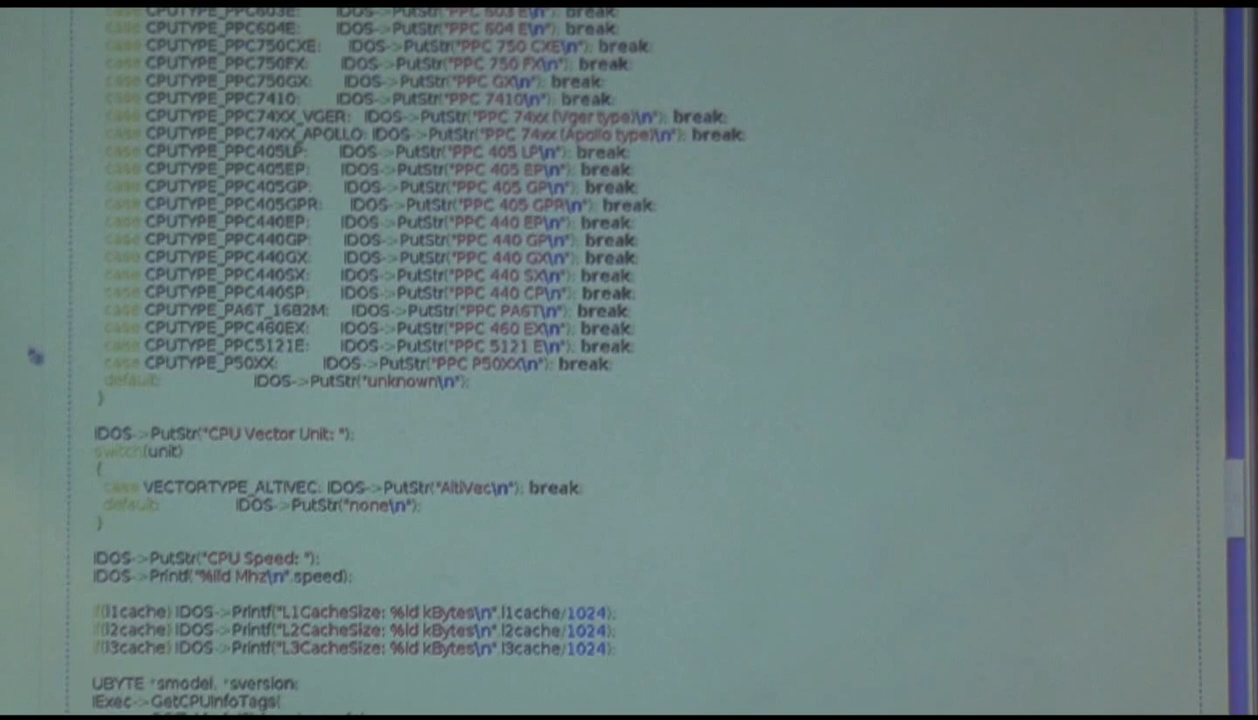 case CPUTYPE_PPC603E: IDOS->PutStr("PPC 603 E\n"); break;
case CPUTYPE_PPC604E: IDOS->PutStr("PPC 604 E\n"); break;
case CPUTYPE_PPC750CXE: IDOS->PutStr("PPC 750 CXE\n"); break;
case CPUTYPE_PPC750FX: IDOS->PutStr("PPC 750 FX\n"); break;
case CPUTYPE_PPC750GX: IDOS->PutStr("PPC GX\n"); break;
case CPUTYPE_PPC7410: IDOS->PutStr("PPC 7410\n"); break;
case CPUTYPE_PPC74XX_VGER: IDOS->PutStr("PPC 74xx (Vger type)\n"); break;
case CPUTYPE_PPC74XX_APOLLO: IDOS->PutStr("PPC 74xx (Apollo type)\n"); break;
case CPUTYPE_PPC405LP: IDOS->PutStr("PPC 405 LP\n"); break;
case CPUTYPE_PPC405EP: IDOS->PutStr("PPC 405 EP\n"); break;
case CPUTYPE_PPC405GP: IDOS->PutStr("PPC 405 GP\n"); break;
case CPUTYPE_PPC405GPR: IDOS->PutStr("PPC 405 GPR\n"); break;
case CPUTYPE_PPC440EP: IDOS->PutStr("PPC 440 EP\n"); break;
case CPUTYPE_PPC440GP: IDOS->PutStr("PPC 440 GP\n"); break;
case CPUTYPE_PPC440GX: IDOS->PutStr("PPC 440 GX\n"); break;
case CPUTYPE_PPC440SX: IDOS->PutStr("PPC 440 SX\n"); break;
case CPUTYPE_PPC440SP: IDOS->PutStr("PPC 440 CP\n"); break;
case CPUTYPE_PA6T_1682M: IDOS->PutStr("PPC PA6T\n"); break;
case CPUTYPE_PPC460EX: IDOS->PutStr("PPC 460 EX\n"); break;
case CPUTYPE_PPC5121E: IDOS->PutStr("PPC 5121 E\n"); break;
case CPUTYPE_P50XX: IDOS->PutStr("PPC P50XX\n"); break;
default: IDOS->PutStr("unknown\n");
}
IDOS->PutStr("CPU Vector Unit: ");
switch(unit)
{
case VECTORTYPE_ALTIVEC: IDOS->PutStr("AltiVec\n"); break;
default: IDOS->PutStr("none\n");
}
IDOS->PutStr("CPU Speed: ");
IDOS->Printf("%lld Mhz\n",speed);
if(l1cache) IDOS->Printf("L1CacheSize: %ld kBytes\n",l1cache/1024);
if(l2cache) IDOS->Printf("L2CacheSize: %ld kBytes\n",l2cache/1024);
if(l3cache) IDOS->Printf("L3CacheSize: %ld kBytes\n",l3cache/1024);
UBYTE *smodel, *sversion;
IExec->GetCPUInfoTags(